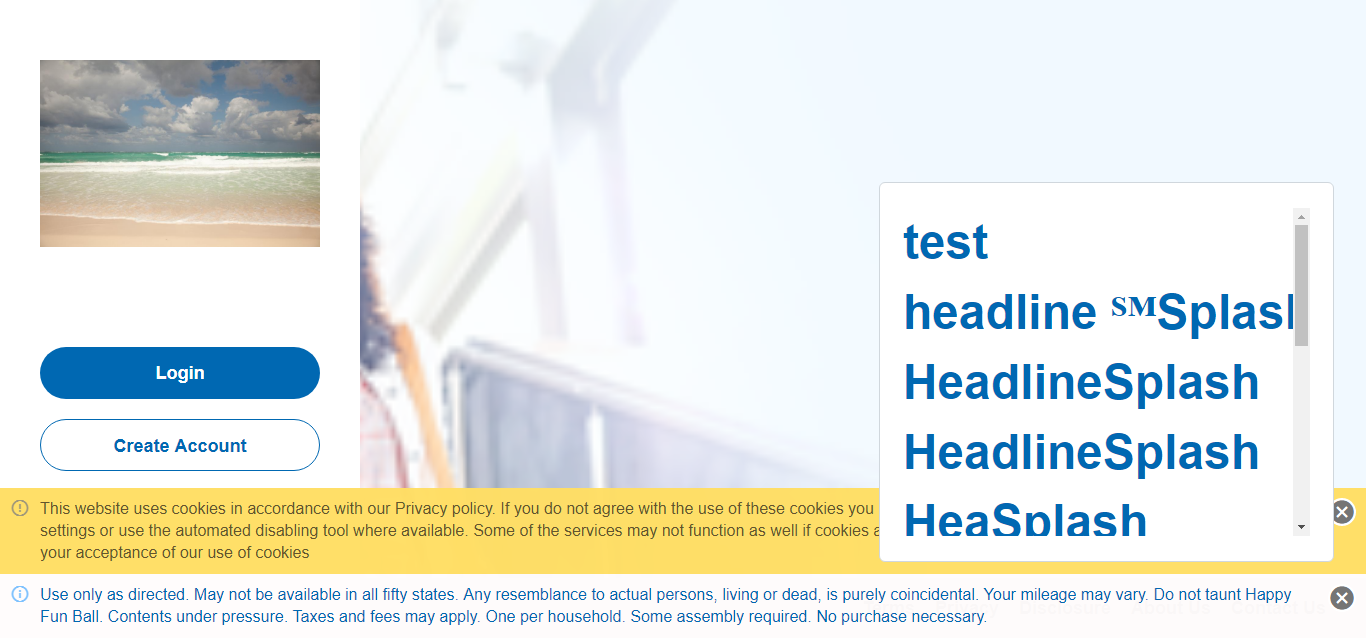 test
headline ℠Splash
HeadlineSplash
HeadlineSplash
HeaSplash
Login
Create Account
This website uses cookies in accordance with our Privacy policy. If you do not agree with the use of these cookies you
settings or use the automated disabling tool where available. Some of the services may not function as well if cookies
your acceptance of our use of cookies
Use only as directed. May not be available in all fifty states. Any resemblance to actual persons, living or dead, is purely coincidental. Your mileage may vary. Do not taunt Happy
Fun Ball. Contents under pressure. Taxes and fees may apply. One per household. Some assembly required. No purchase necessary.